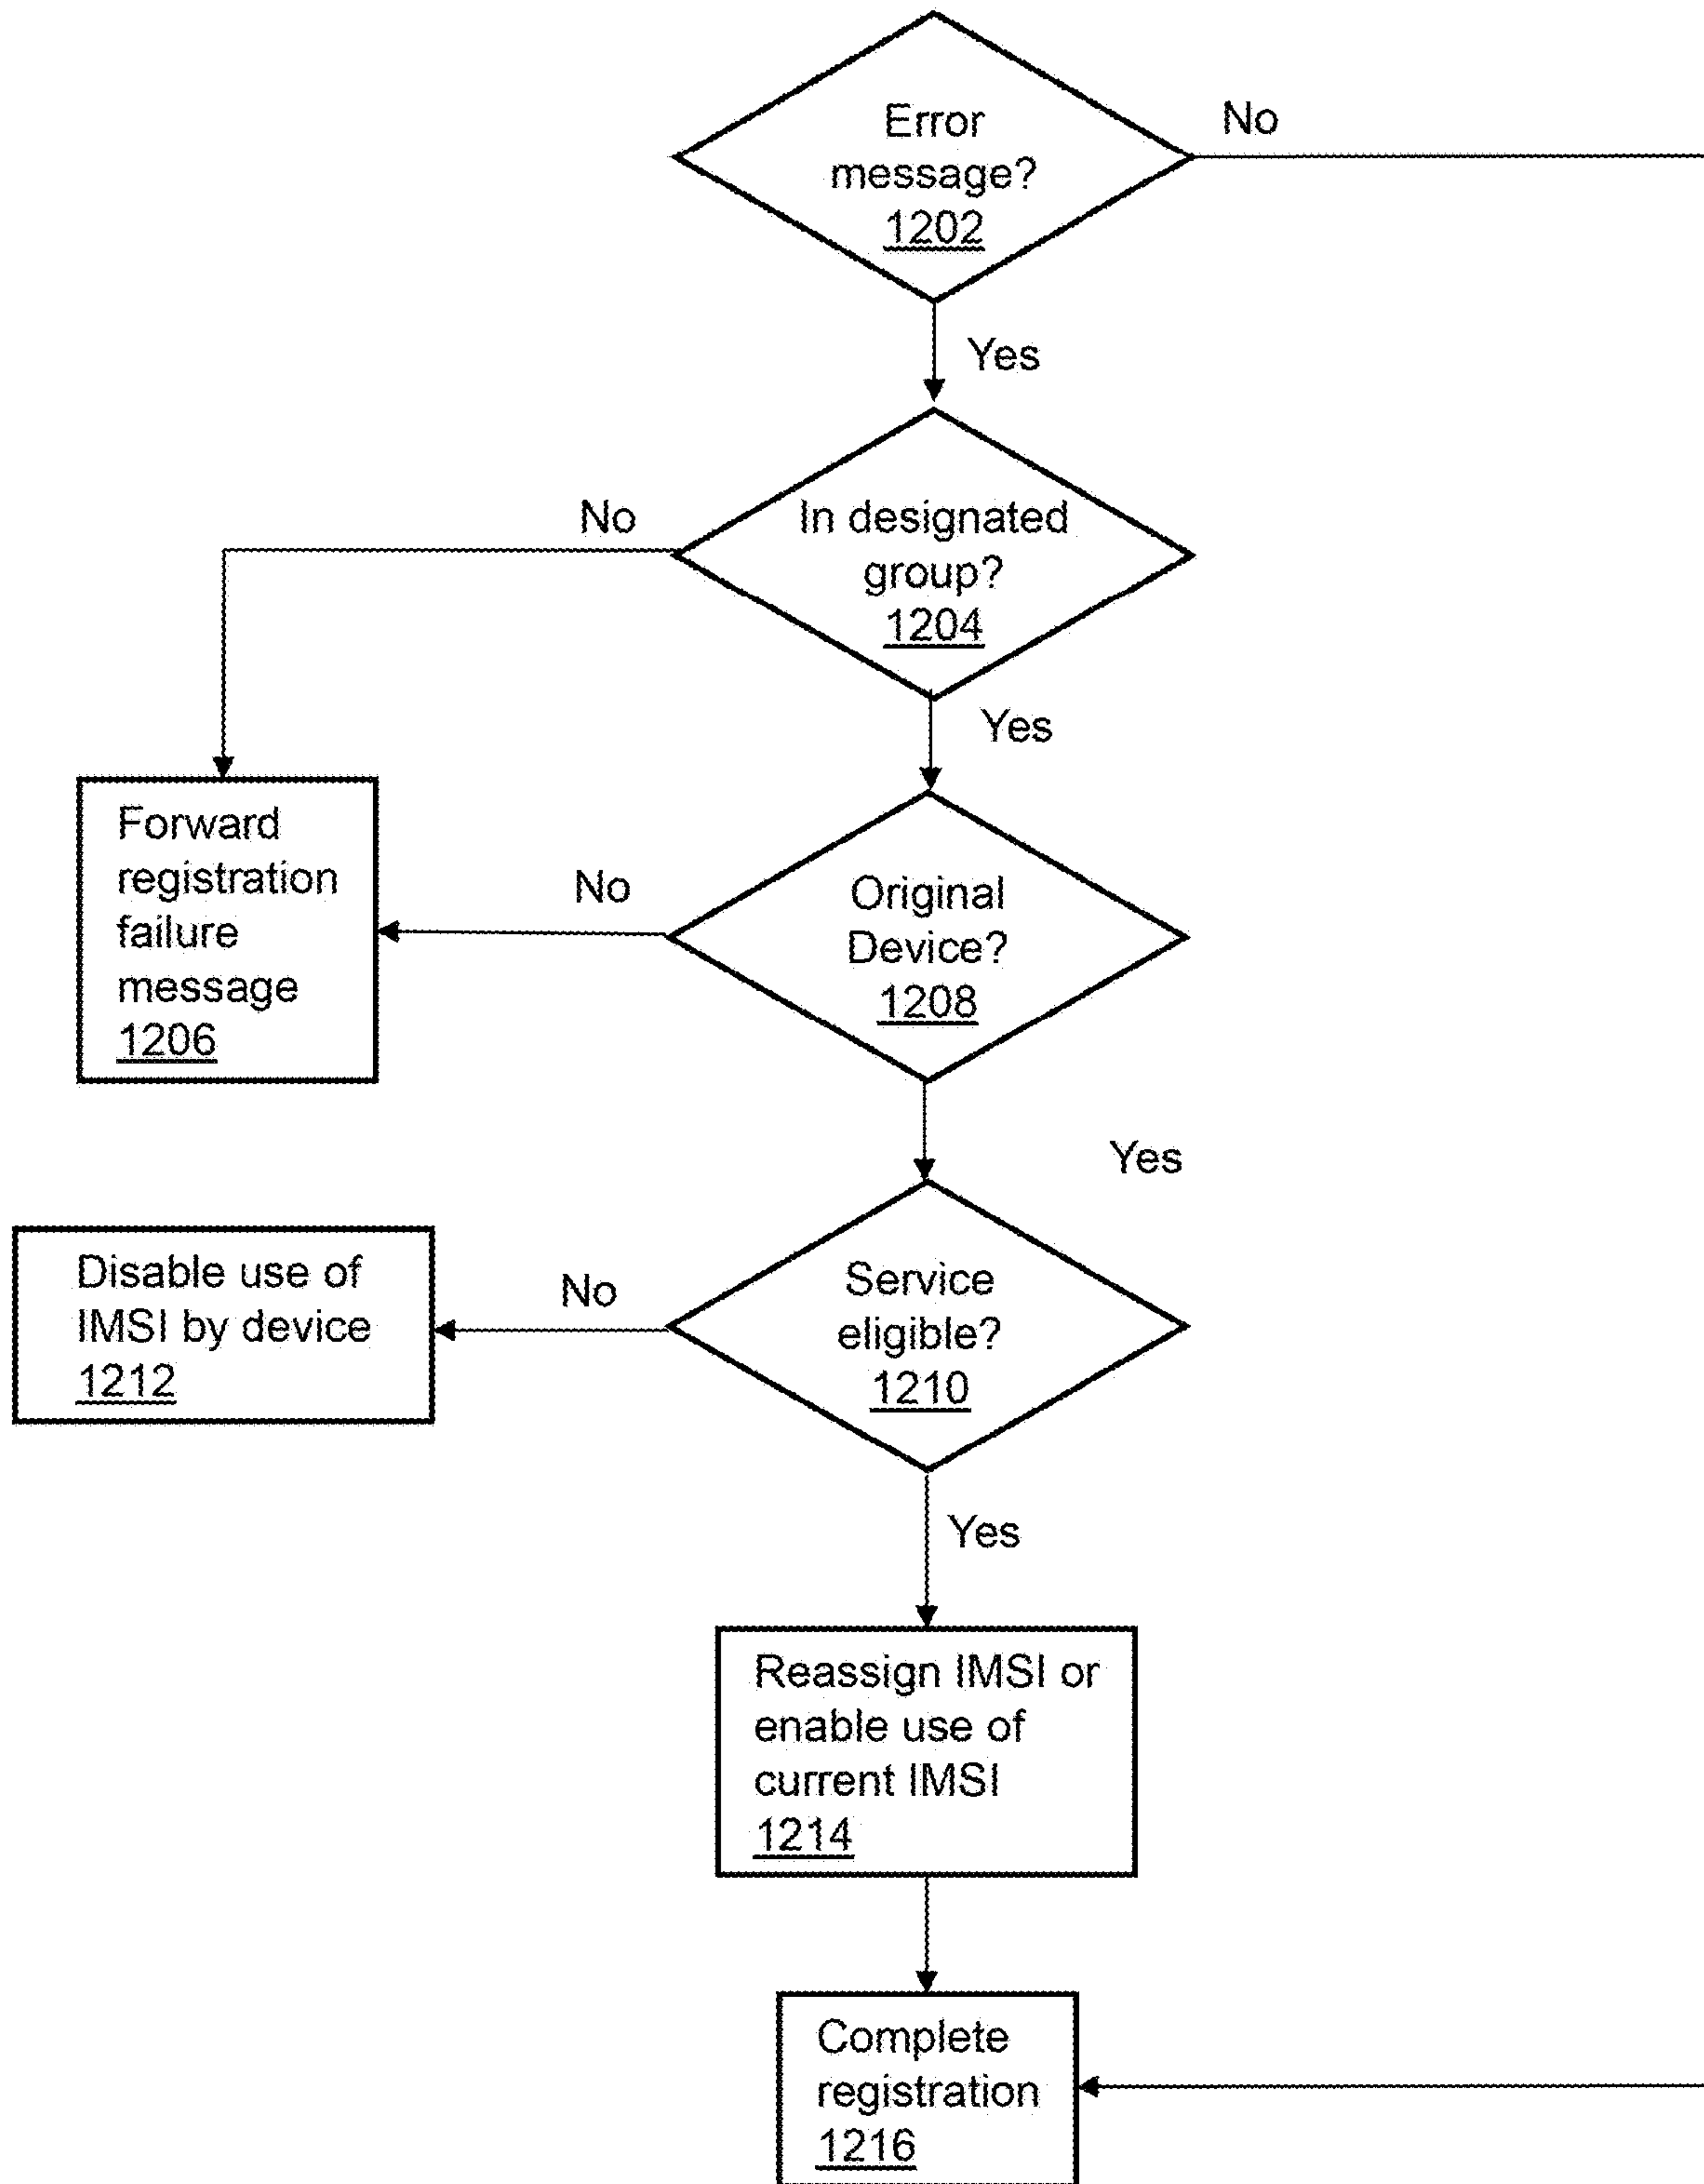 Error
message?
1202
No
Yes
In designated
group?
1204
No
Yes
Forward
registration
failure
message
1206
No
Original
Device?
1208
Yes
Disable use of
IMSI by device
1212
No
Service
eligible?
1210
Yes
Reassign IMSI or
enable use of
current IMSI
1214
Complete
registration
1216